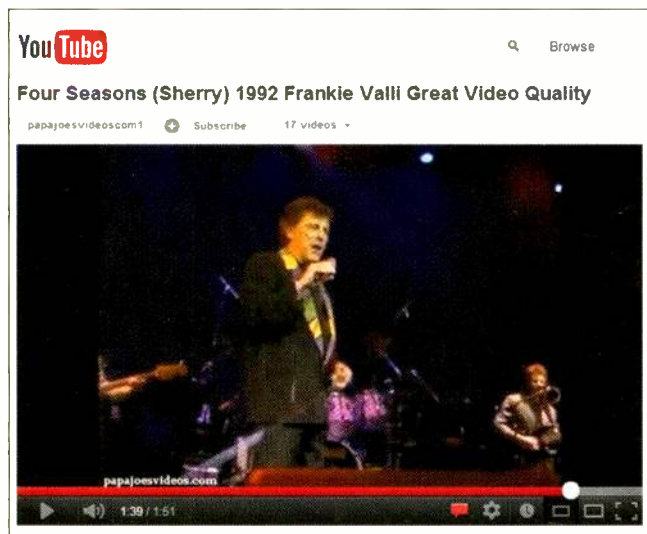 YouTube
Browse
Four Seasons (Sherry) 1992 Frankie Valli Great Video Quality
papajoesvideoscom1 Subscribe 17 videos
papajoesvideos.com
1:39 / 1:51